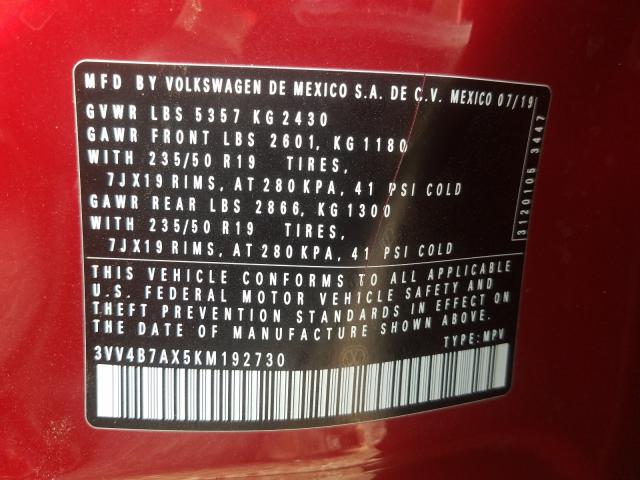 MFD BY VOLKSWAGEN DE MEXICO S.A. DE C.V. MEXICO 07/19
GVWR LBS 5357 KG 2430
GAWR FRONT LBS 2601, KG 1180
WITH 235/50 R19 TIRES,
7JX19 RIMS, AT 280 KPA, 41 PSI COLD
GAWR REAR LBS 2866, KG 1300
WITH 235/50 R19 TIRES,
7JX19 RIMS, AT 280 KPA, 41 PSI COLD
THIS VEHICLE CONFORMS TO ALL APPLICABLE
U.S. FEDERAL MOTOR VEHICLE SAFETY AND
THEFT PREVENTION STANDARDS IN EFFECT ON
THE DATE OF MANUFACTURE SHOWN ABOVE.
TYPE: MPV
3VV4B7AX5KM192730
3120105 3447